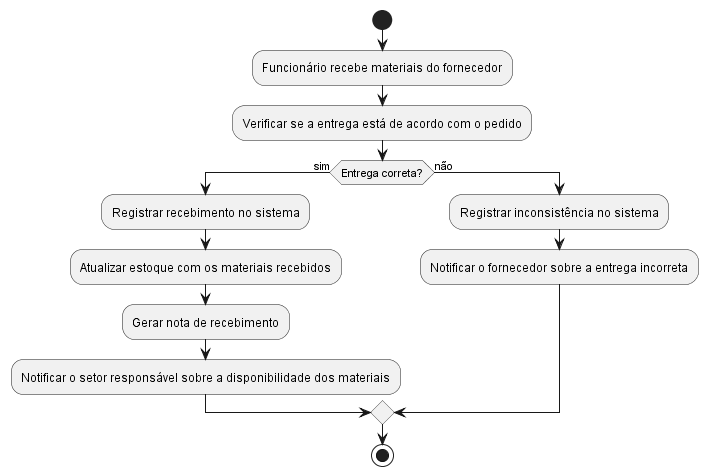 Funcionário recebe materiais do fornecedor
Verificar se a entrega está de acordo com o pedido
sim
Entrega correta?
não
Registrar recebimento no sistema
Atualizar estoque com os materiais recebidos
Gerar nota de recebimento
Notificar o setor responsável sobre a disponibilidade dos materiais
Registrar inconsistência no sistema
Notificar o fornecedor sobre a entrega incorreta